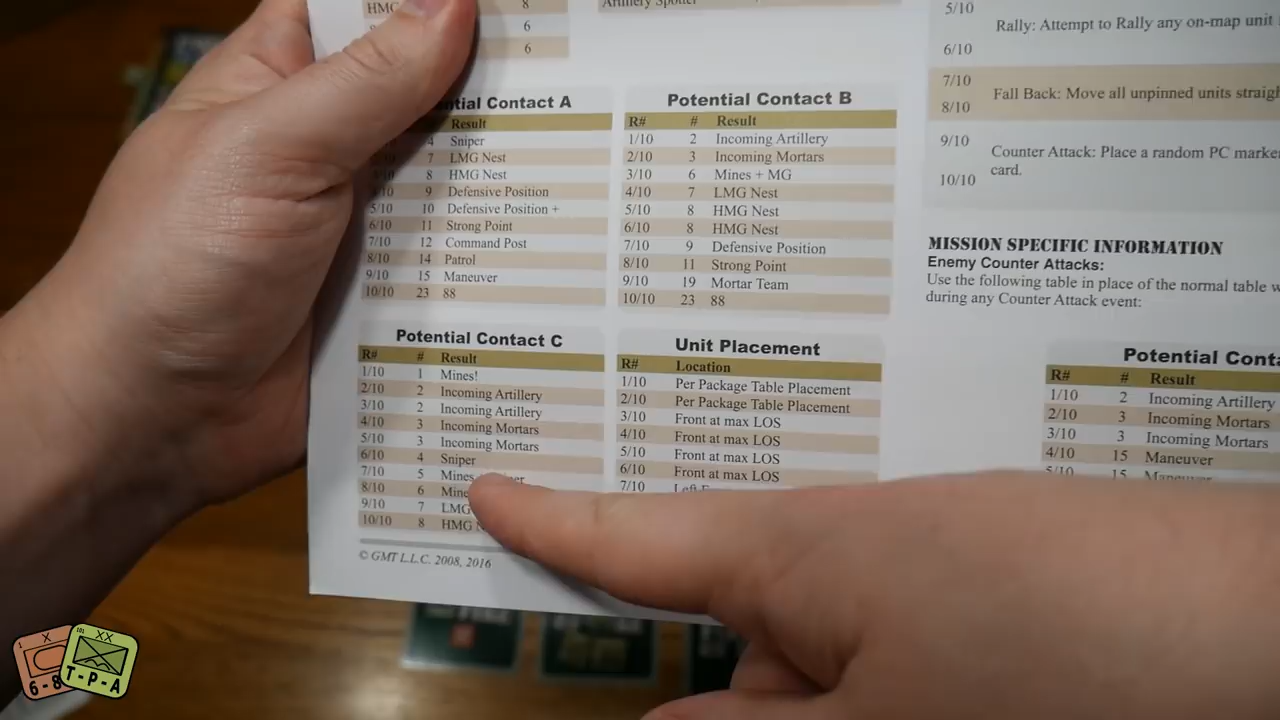 HMG 8
6
6
5/10
Rally: Attempt to Rally any on-map unit
6/10
7/10
Fall Back: Move all unpinned units
8/10
9/10
Counter Attack: Place a random PC
card.
10/10
Contact A
Result
4 Sniper
7 LMG Nest
8 HMG Nest
9 Defensive Position
5/10 10 Defensive Position +
6/10 11 Strong Point
7/10 12 Command Post
8/10 14 Patrol
9/10 15 Maneuver
10/10 23 88
Potential Contact B
R# # Result
1/10 2 Incoming Artillery
2/10 3 Incoming Mortars
3/10 6 Mines + MG
4/10 7 LMG Nest
5/10 8 HMG Nest
6/10 8 HMG Nest
7/10 9 Defensive Position
8/10 11 Strong Point
9/10 19 Mortar Team
10/10 23 88
MISSION SPECIFIC INFORMATION
Enemy Counter Attacks:
Use the following table in place of the normal table
during any Counter Attack event:
Potential Contact C
R# # Result
1/10 1 Mines!
2/10 2 Incoming Artillery
3/10 2 Incoming Artillery
4/10 3 Incoming Mortars
5/10 3 Incoming Mortars
6/10 4 Sniper
7/10 5 Mines
8/10 6
9/10 7 LMG
10/10 8 HMG
Unit Placement
R# Location
1/10 Per Package Table Placement
2/10 Per Package Table Placement
3/10 Front at max LOS
4/10 Front at max LOS
5/10 Front at max LOS
6/10 Front at max LOS
7/10 Left
Potential
R# # Result
1/10 2 Incoming Artillery
2/10 3 Incoming Mortars
3/10 3 Incoming Mortars
4/10 15 Maneuver
5/10 15 Maneuver
© GMT L.L.C. 2008, 2016
X
1
6-8
XX
101
T-P-A